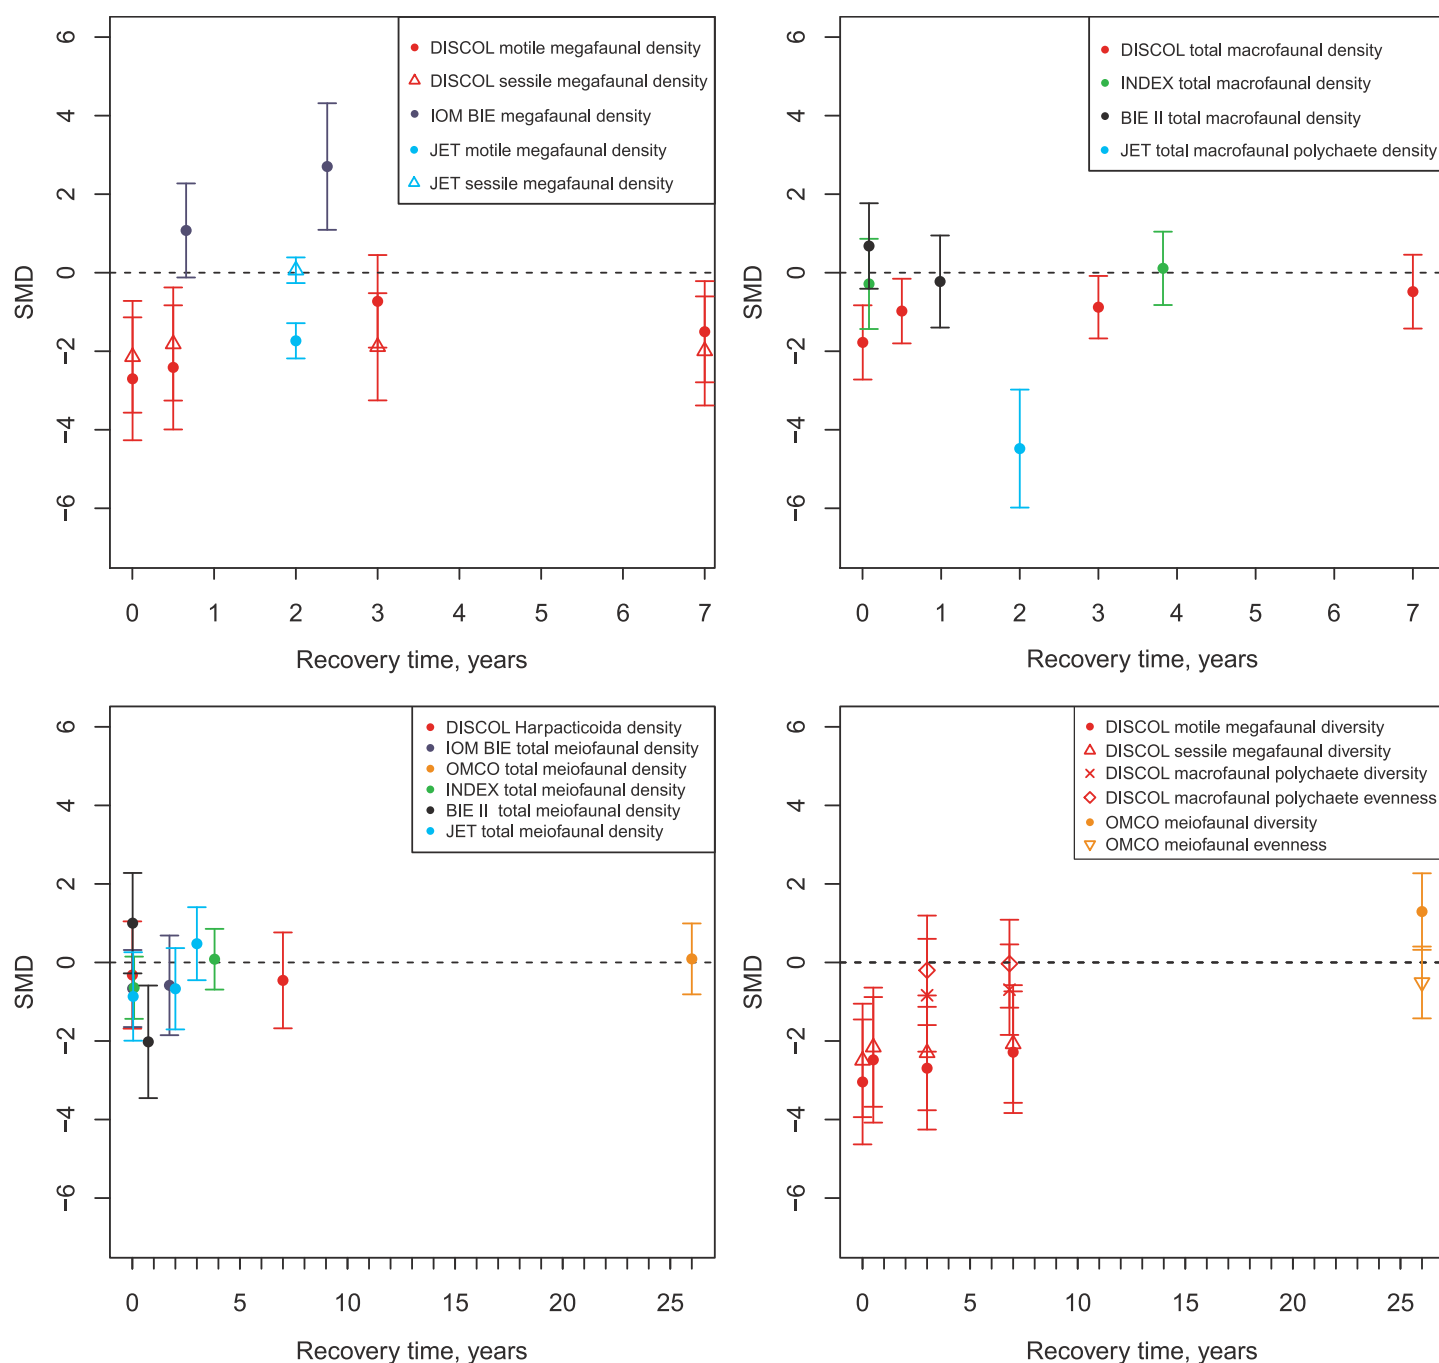 6
4
2
0
−2
−4
−6
SMD
DISCOL motile megafaunal density
DISCOL sessile megafaunal density
IOM BIE megafaunal density
JET motile megafaunal density
JET sessile megafaunal density
0 1 2 3 4 5 6 7
Recovery time, years
6
4
2
0
−2
−4
−6
SMD
DISCOL total macrofaunal density
INDEX total macrofaunal density
BIE II total macrofaunal density
JET total macrofaunal polychaete density
0 1 2 3 4 5 6 7
Recovery time, years
6
4
2
0
−2
−4
−6
SMD
DISCOL Harpacticoida density
IOM BIE total meiofaunal density
OMCO total meiofaunal density
INDEX total meiofaunal density
BIE II total meiofaunal density
JET total meiofaunal density
0 5 10 15 20 25
Recovery time, years
6
4
2
0
−2
−4
−6
SMD
DISCOL motile megafaunal diversity
DISCOL sessile megafaunal diversity
DISCOL macrofaunal polychaete diversity
DISCOL macrofaunal polychaete evenness
OMCO meiofaunal diversity
OMCO meiofaunal evenness
0 5 10 15 20 25
Recovery time, years